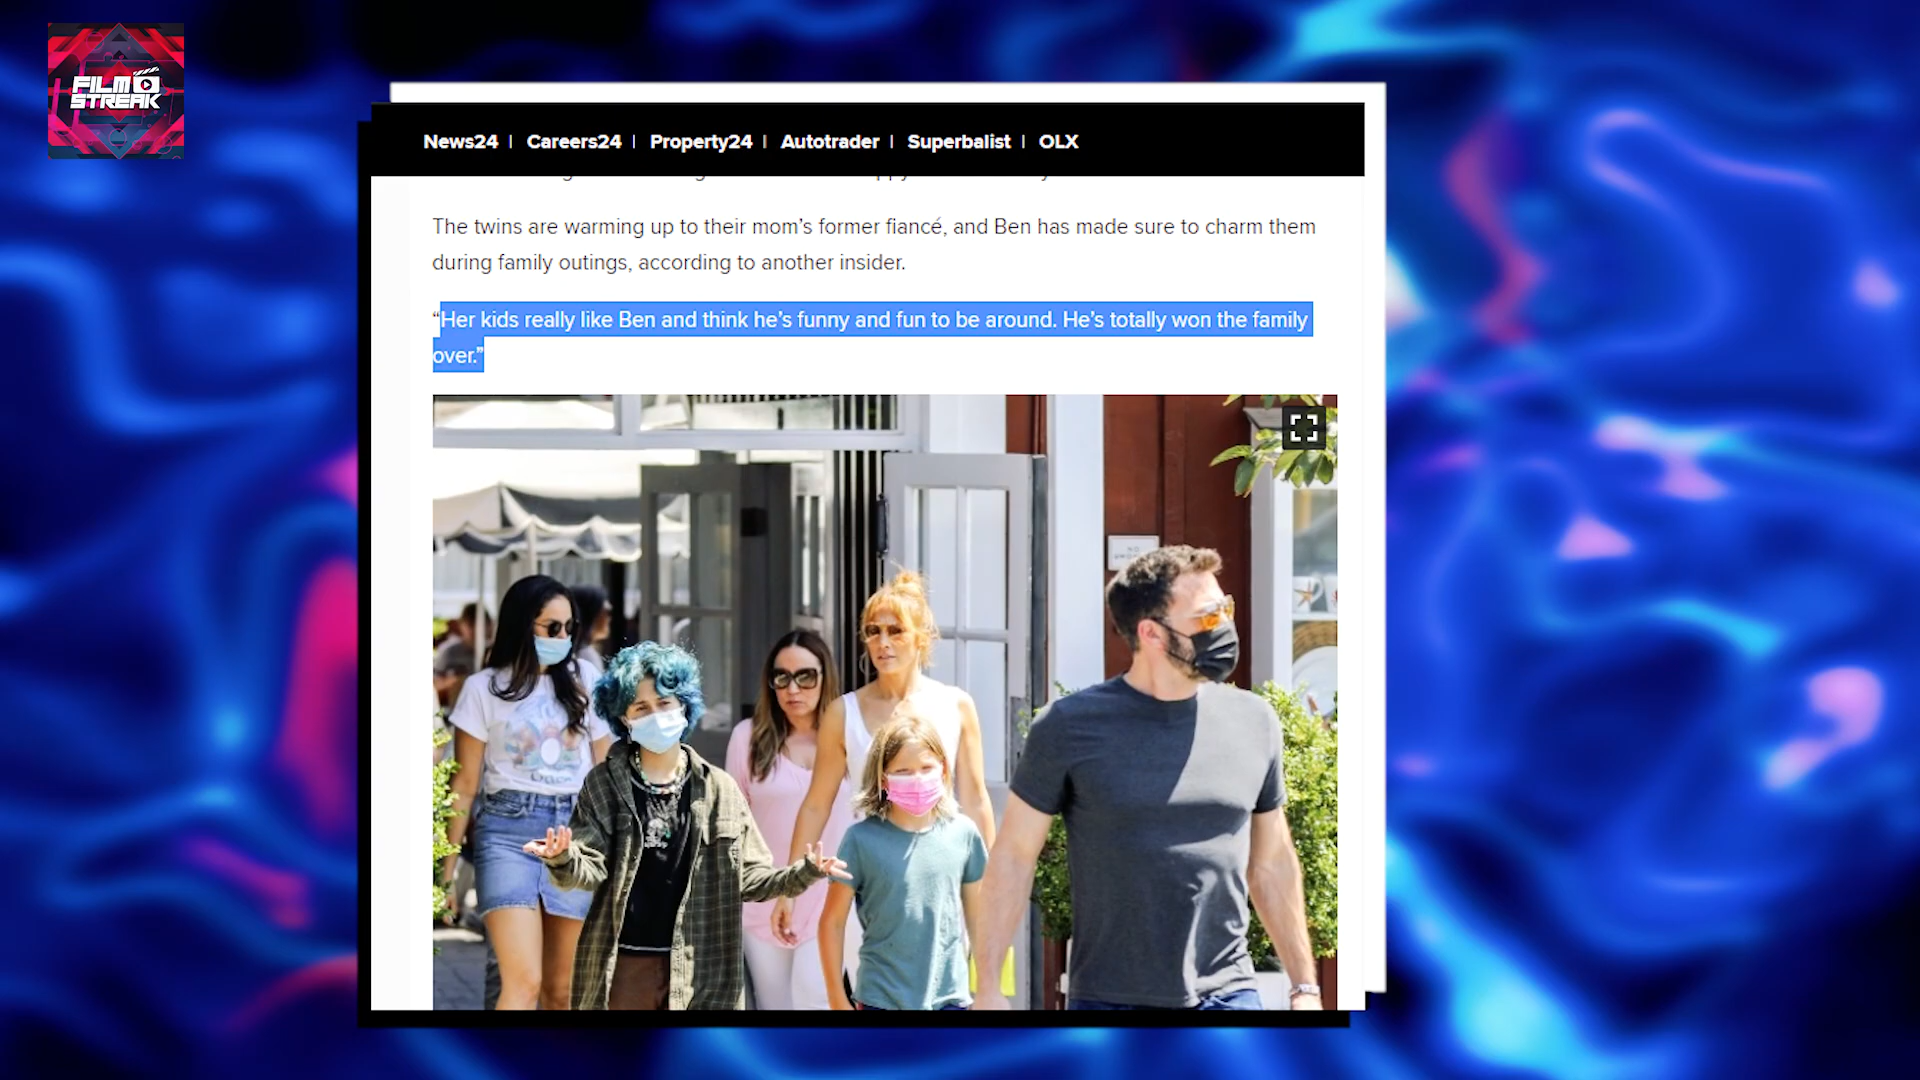 FILM
STREAK
News24 | Careers24 | Property24 | Autotrader | Superbalist | OLX
The twins are warming up to their mom’s former fiancé, and Ben has made sure to charm them
during family outings, according to another insider.
“Her kids really like Ben and think he’s funny and fun to be around. He’s totally won the family
over.”
NO